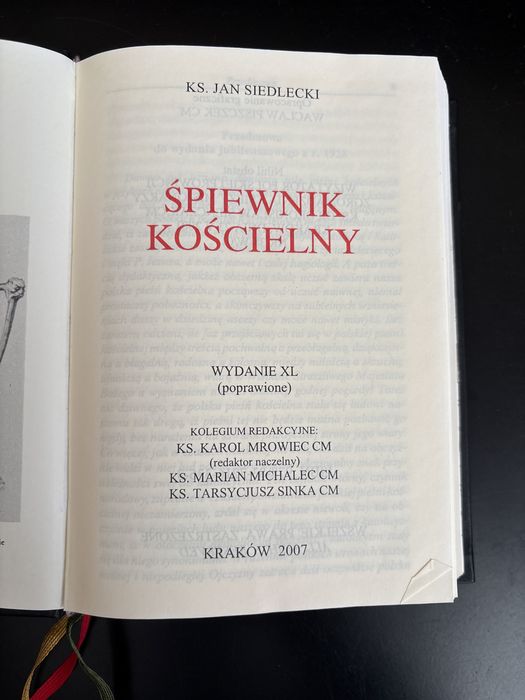 KS. JAN SIEDLECKI
ŚPIEWNIK
KOŚCIELNY
WYDANIE XL
(poprawione)
KOLEGIUM REDAKCYJNE:
KS. KAROL MROWIEC CM
(redaktor naczelny)
KS. MARIAN MICHALEC CM
KS. TARSYCJUSZ SINKA CM
KRAKÓW 2007